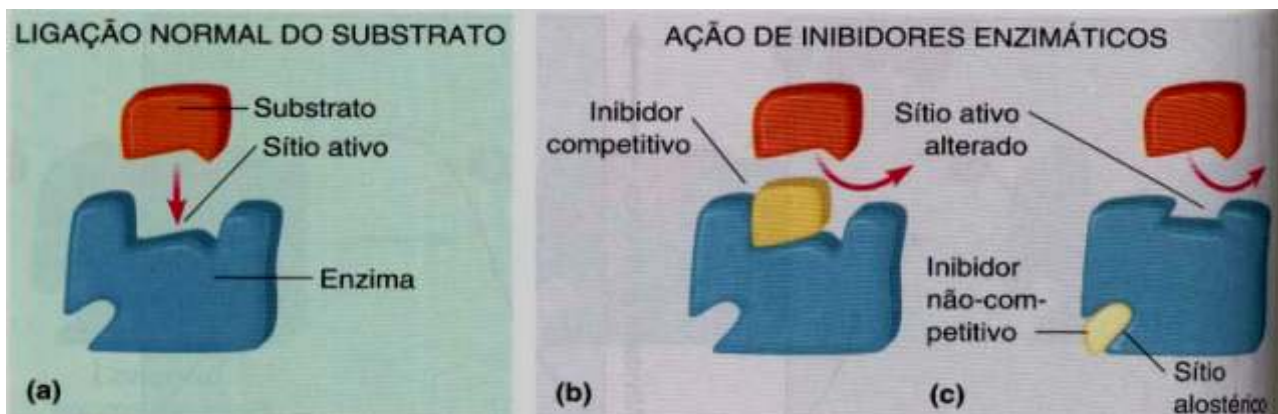 LIGAÇÃO NORMAL DO SUBSTRATO
Substrato
Sítio ativo
Enzima
(a)
AÇÃO DE INIBIDORES ENZIMÁTICOS
Inibidor
competitivo
(b)
Sítio ativo
alterado
Inibidor
não-com-
petitivo
Sítio
alostérico
(c)